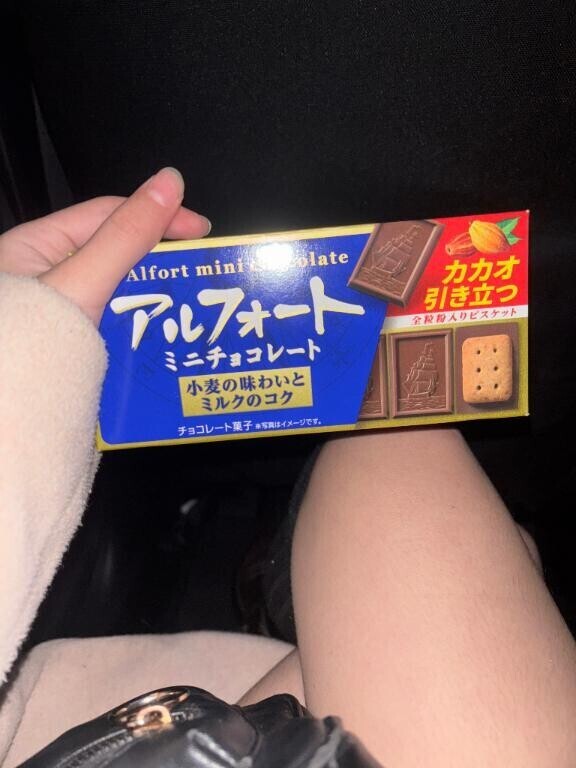 Alfort mini chocolate
アルフォート
ミニチョコレート
小麦の味わいと
ミルクのコク
チョコレート菓子 ※写真はイメージです。
カカオ
引き立つ
全粒粉入りビスケット